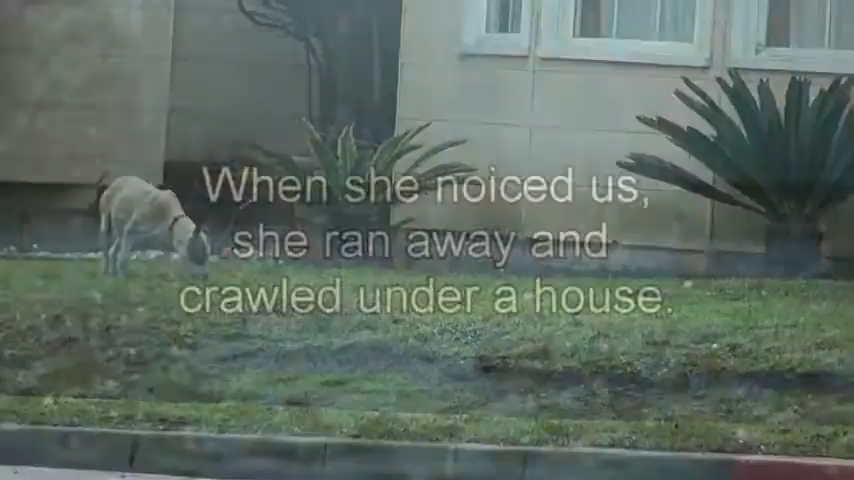 When she noiced us,
she ran away and
crawled under a house.